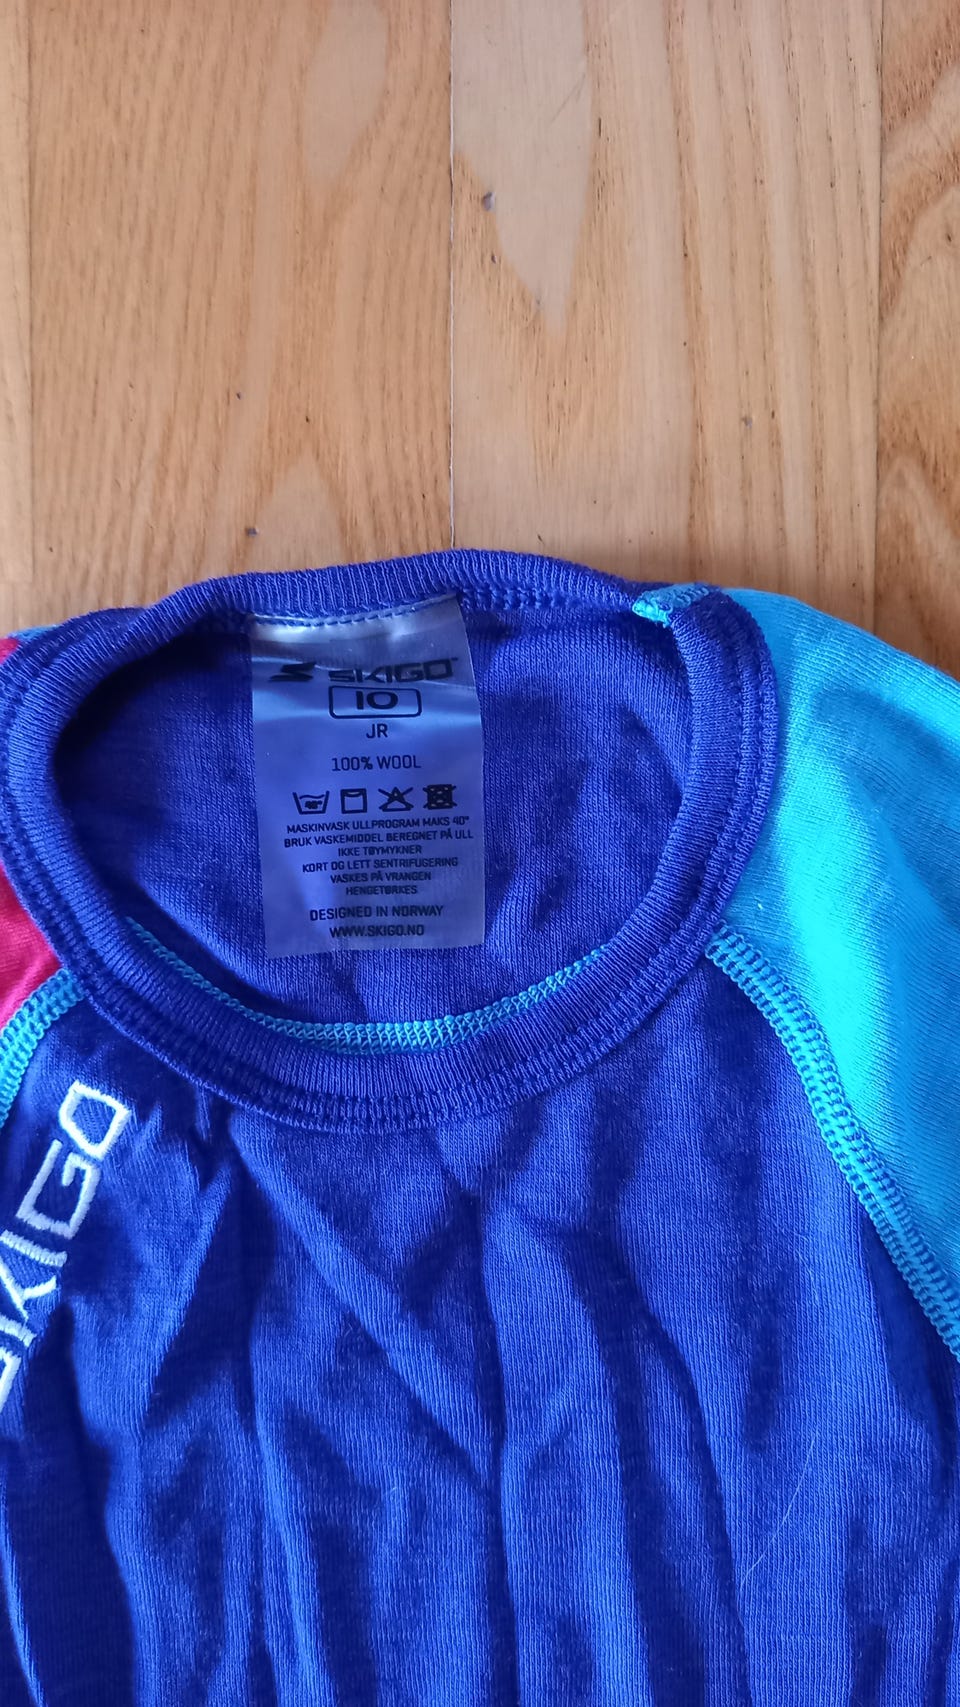 SKIGO
10
JR
100% WOOL
40°
MASKINVASK ULLPROGRAM MAKS 40°
BRUK VASKEMIDDEL BEREGNET PÅ ULL
IKKE TØYMYKNER
KORT OG LETT SENTRIFUGERING
VASKES PÅ VRANGEN
HENGETØRKES
DESIGNED IN NORWAY
WWW.SKIGO.NO
SKIGO